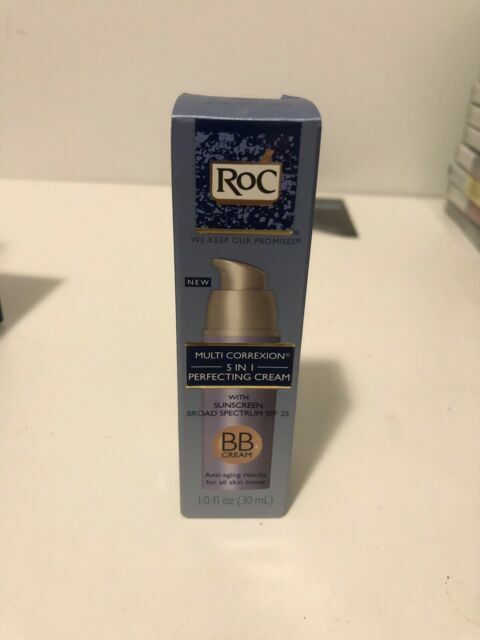 RoC
WE KEEP OUR PROMISES®
NEW
MULTI CORREXION®
5 IN 1
PERFECTING CREAM
WITH
SUNSCREEN
BROAD SPECTRUM SPF 25
BB
CREAM
Anti-aging results
for all skin tones
1.0 fl oz (30 mL)